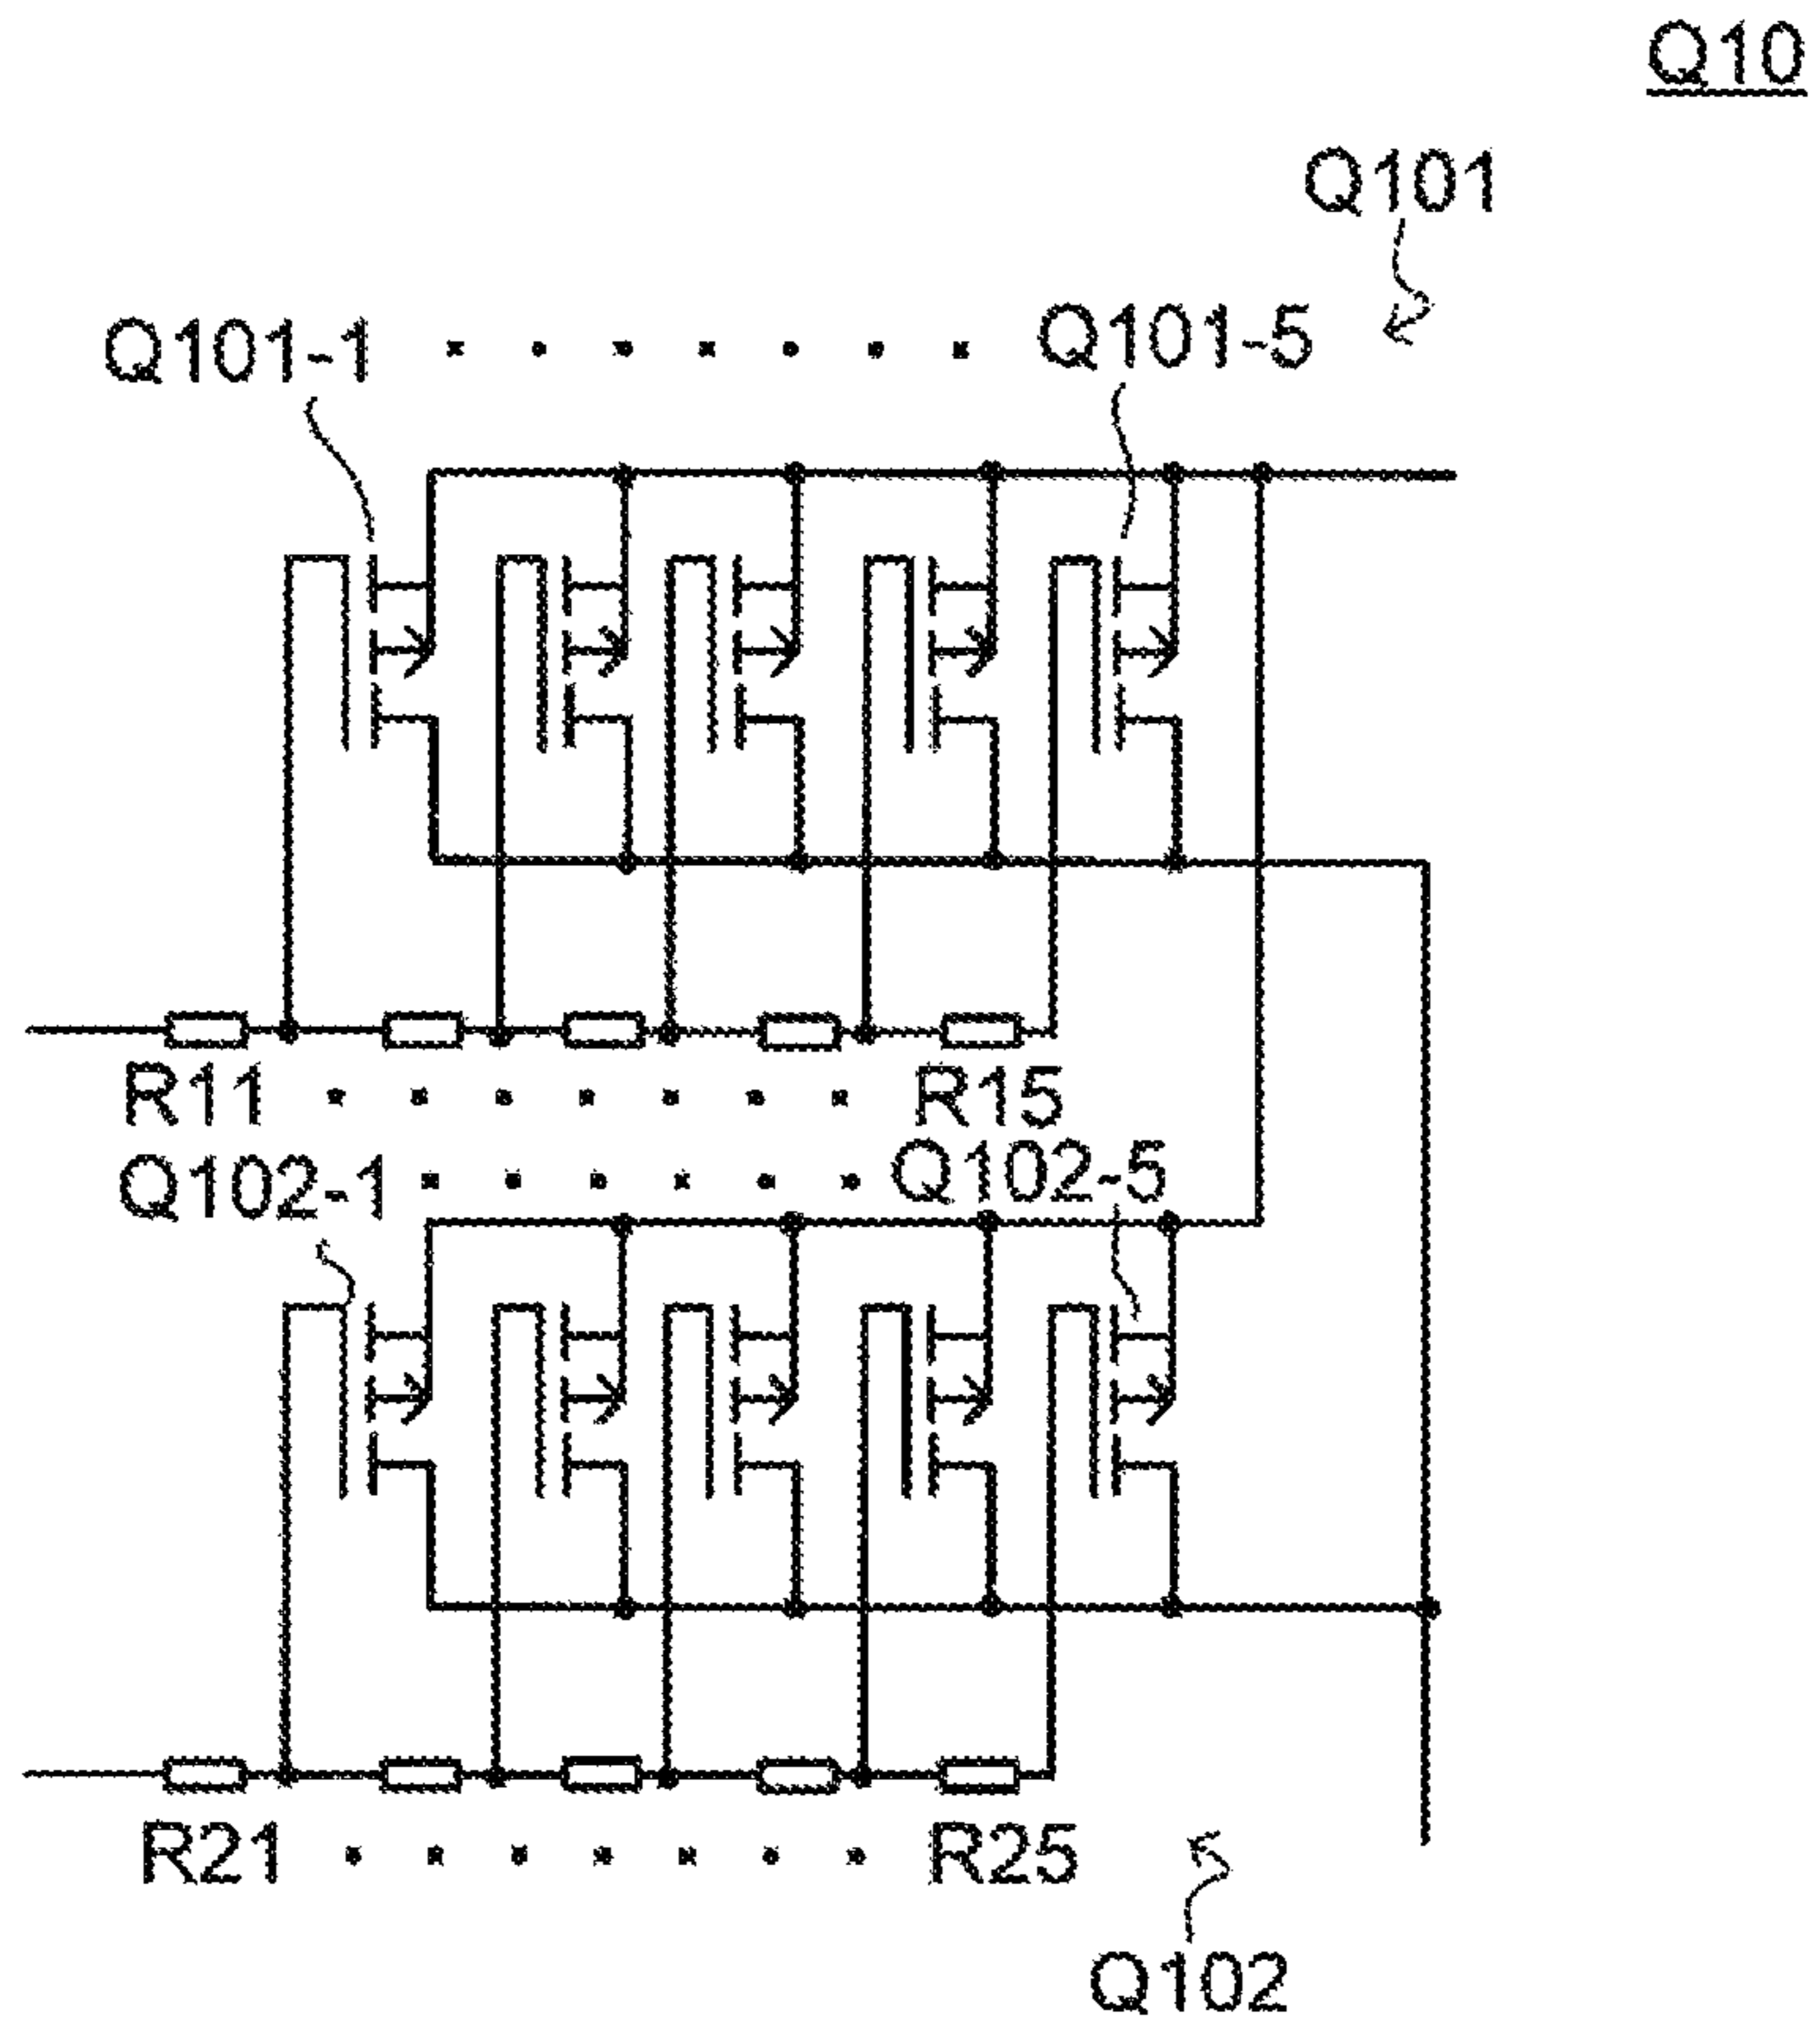 Q10
Q101
Q101-1 · · · · · · · Q101-5
R11 · · · · · · · R15
Q102-1 · · · · · · Q102-5
R21 · · · · · · · R25
Q102